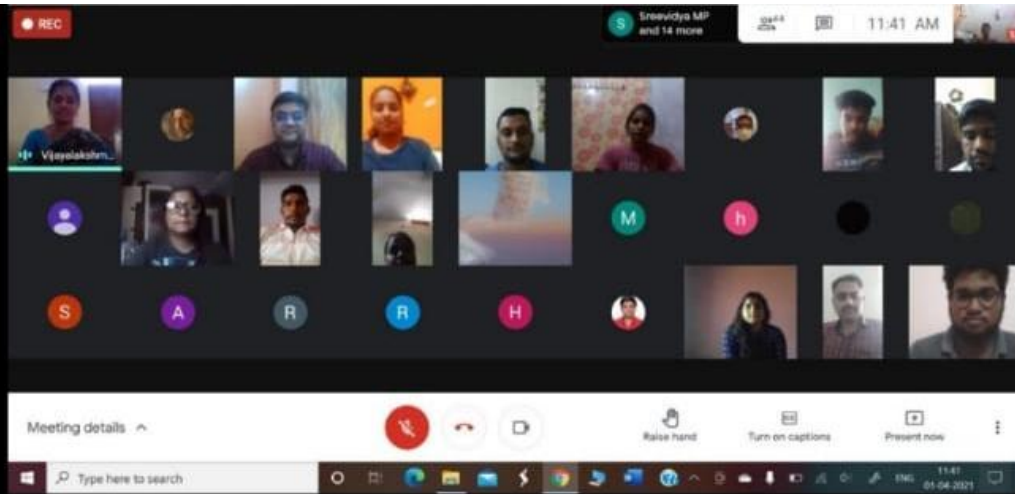 REC
S
Sreevidya MP
and 14 more
11:41 AM
Vijayalakshm...
M
h
S
A
R
R
H
Meeting details
Raise hand
Turn on captions
Present now
Type here to search
ENG
11:41
01-04-2021